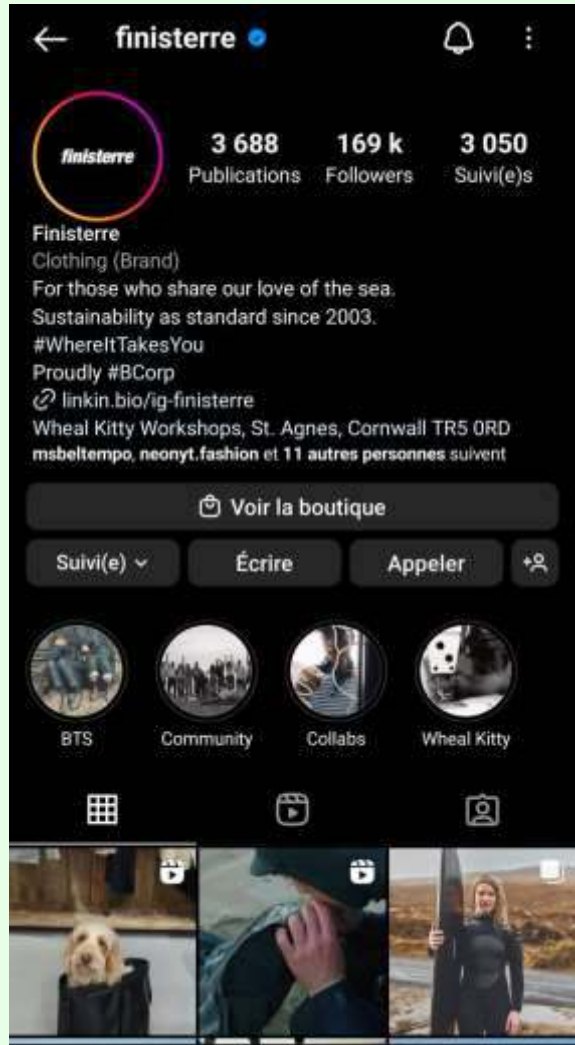 finisterre
finisterre
3 688 169 k 3 050
Publications Followers Suivi(e)s
Finisterre
Clothing (Brand)
For those who share our love of the sea.
Sustainability as standard since 2003.
#WhereItTakesYou
Proudly #BCorp
linkin.bio/ig-finisterre
Wheal Kitty Workshops, St. Agnes, Cornwall TR5 0RD
msbeltempo, neonyt.fashion et 11 autres personnes suivent
Voir la boutique
Suivi(e) Écrire Appeler
BTS Community Collabs Wheal Kitty